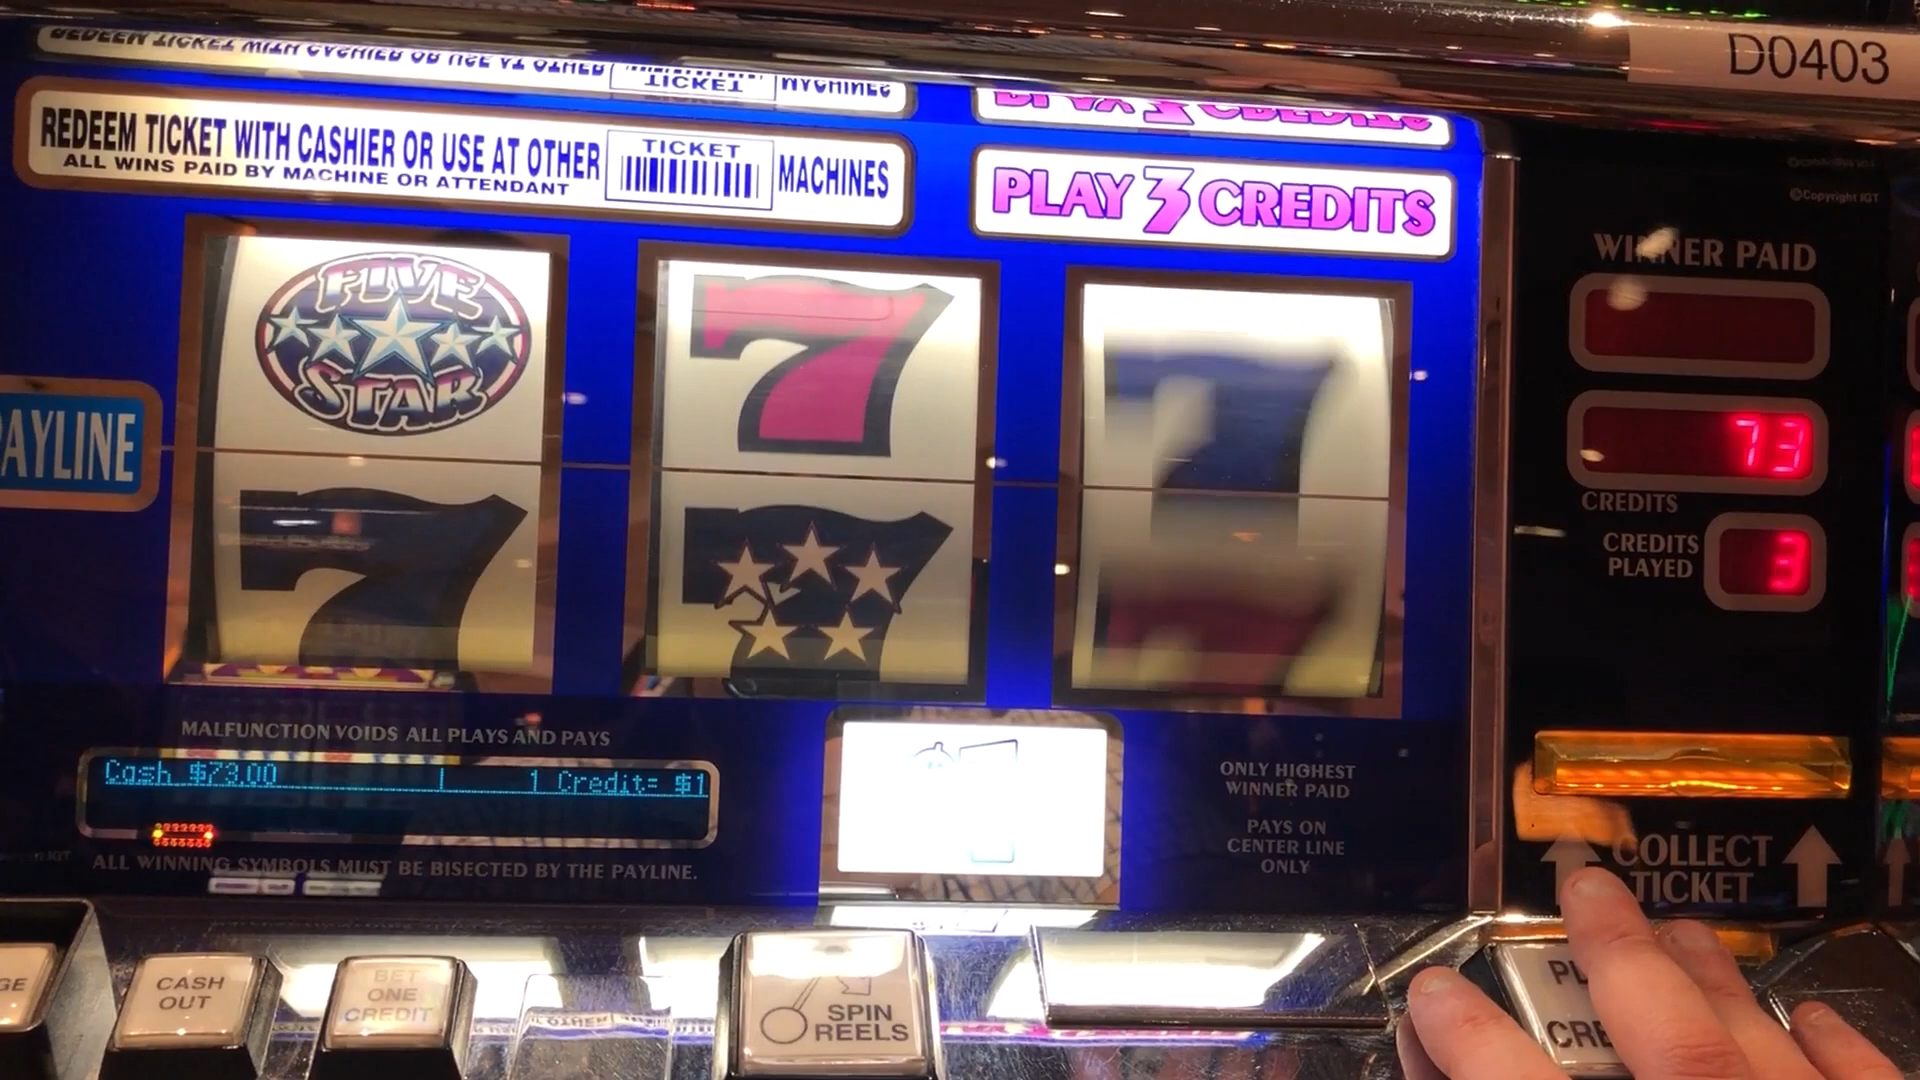 D0403
REDEEM TICKET WITH CASHIER OR USE AT OTHER TICKET MACHINES
ALL WINS PAID BY MACHINE OR ATTENDANT
PLAY 3 CREDITS
©Copyright IGT
WINNER PAID
FIVE
STAR
PAYLINE
73
CREDITS
CREDITS
PLAYED
3
MALFUNCTION VOIDS ALL PLAYS AND PAYS
Cash $73.00 1 Credit= $1
ALL WINNING SYMBOLS MUST BE BISECTED BY THE PAYLINE.
ONLY HIGHEST
WINNER PAID
PAYS ON
CENTER LINE
ONLY
COLLECT
TICKET
CASH
OUT
BET
ONE
CREDIT
SPIN
REELS